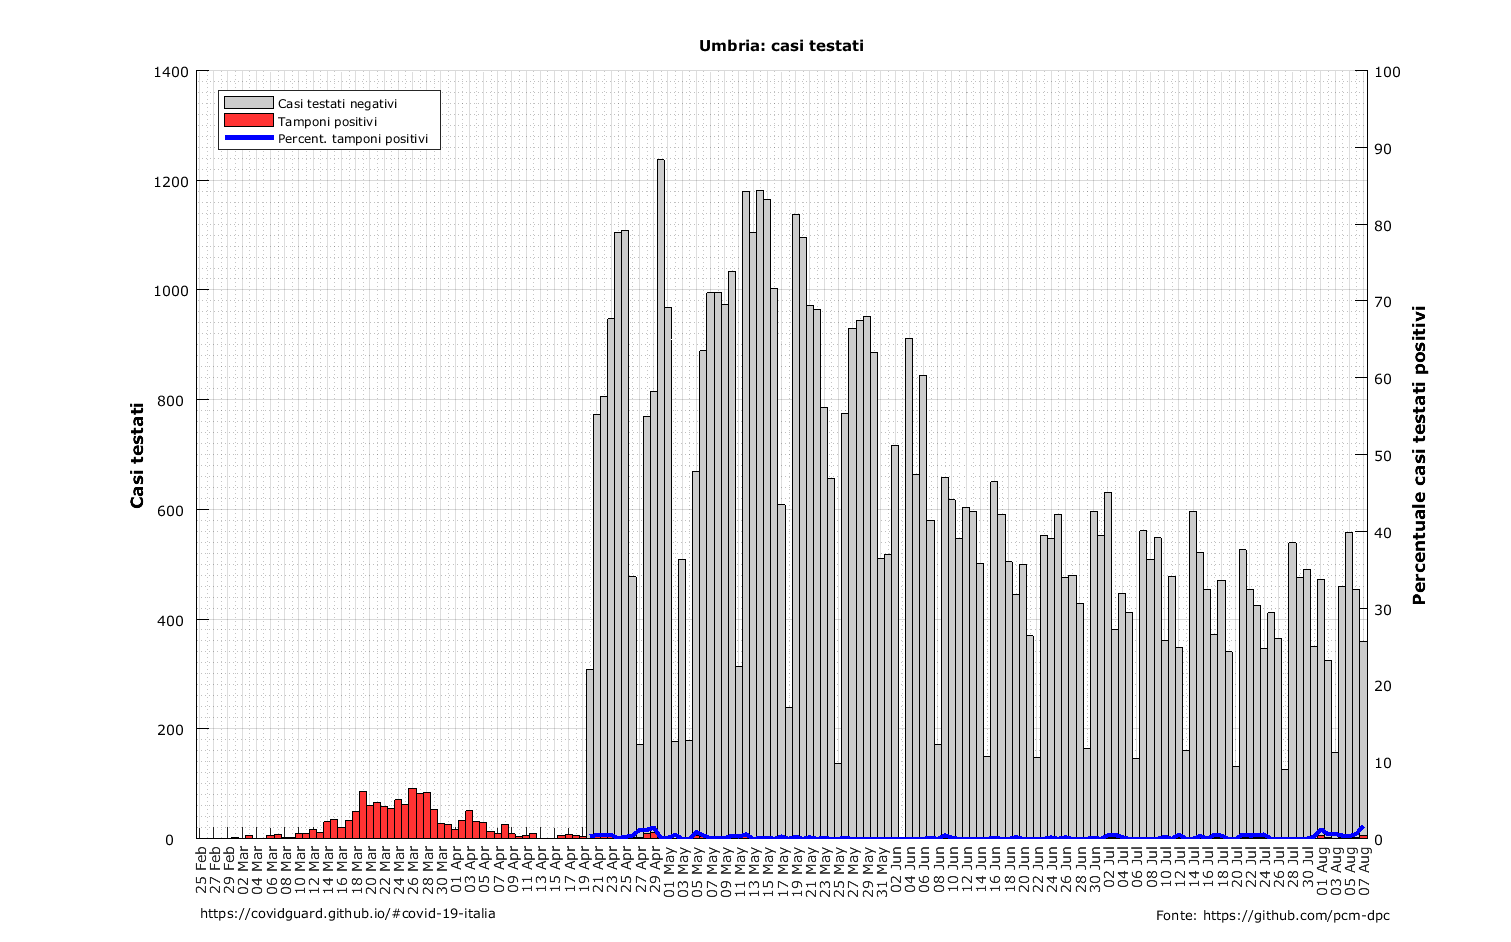 Umbria: casi testati
1400
1200
1000
800
600
400
200
0
100
90
80
70
60
50
40
30
20
10
0
Casi testati negativi
Tamponi positivi
Percent. tamponi positivi
Casi testati
Percentuale casi testati positivi
25 Feb
27 Feb
29 Feb
02 Mar
04 Mar
06 Mar
08 Mar
10 Mar
12 Mar
14 Mar
16 Mar
18 Mar
20 Mar
22 Mar
24 Mar
26 Mar
28 Mar
30 Mar
01 Apr
03 Apr
05 Apr
07 Apr
09 Apr
11 Apr
13 Apr
15 Apr
17 Apr
19 Apr
21 Apr
23 Apr
25 Apr
27 Apr
29 Apr
01 May
03 May
05 May
07 May
09 May
11 May
13 May
15 May
17 May
19 May
21 May
23 May
25 May
27 May
29 May
31 May
02 Jun
04 Jun
06 Jun
08 Jun
10 Jun
12 Jun
14 Jun
16 Jun
18 Jun
20 Jun
22 Jun
24 Jun
26 Jun
28 Jun
30 Jun
02 Jul
04 Jul
06 Jul
08 Jul
10 Jul
12 Jul
14 Jul
16 Jul
18 Jul
20 Jul
22 Jul
24 Jul
26 Jul
28 Jul
30 Jul
01 Aug
03 Aug
05 Aug
07 Aug
https://covidguard.github.io/#covid-19-italia
Fonte: https://github.com/pcm-dpc